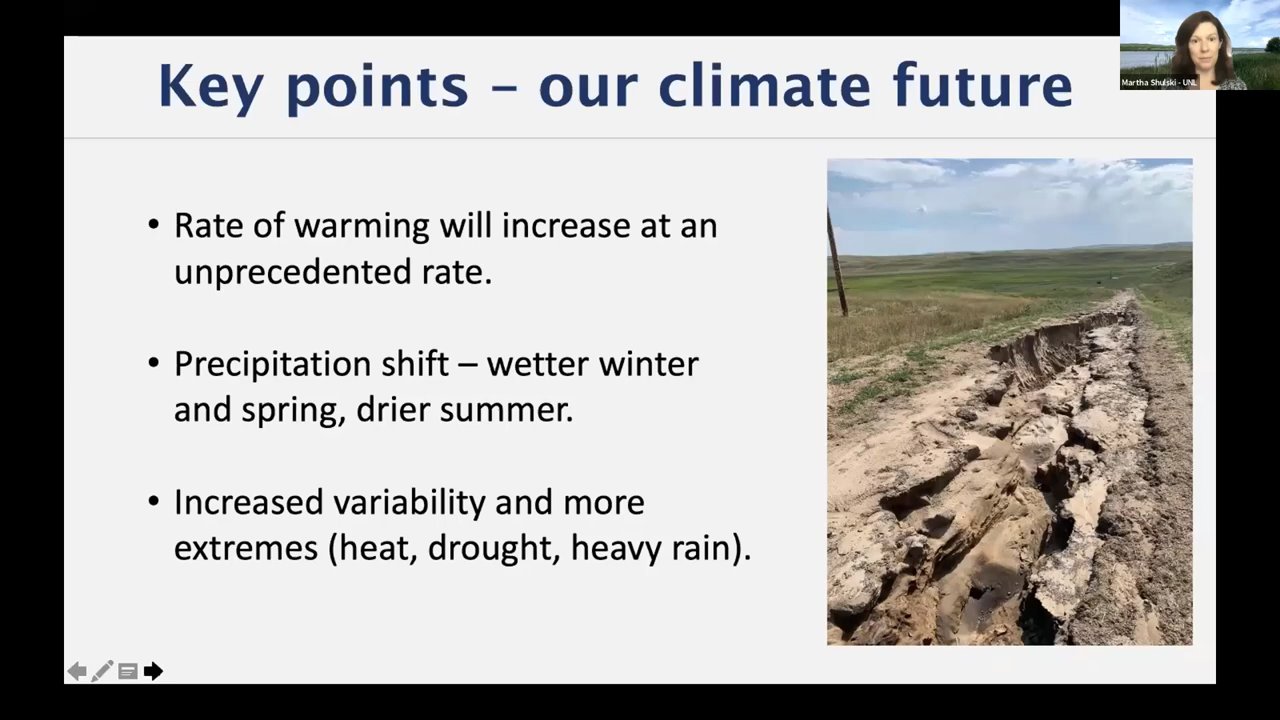 Key points – our climate future
Martha Shulski - UNL
• Rate of warming will increase at an
unprecedented rate.
• Precipitation shift – wetter winter
and spring, drier summer.
• Increased variability and more
extremes (heat, drought, heavy rain).